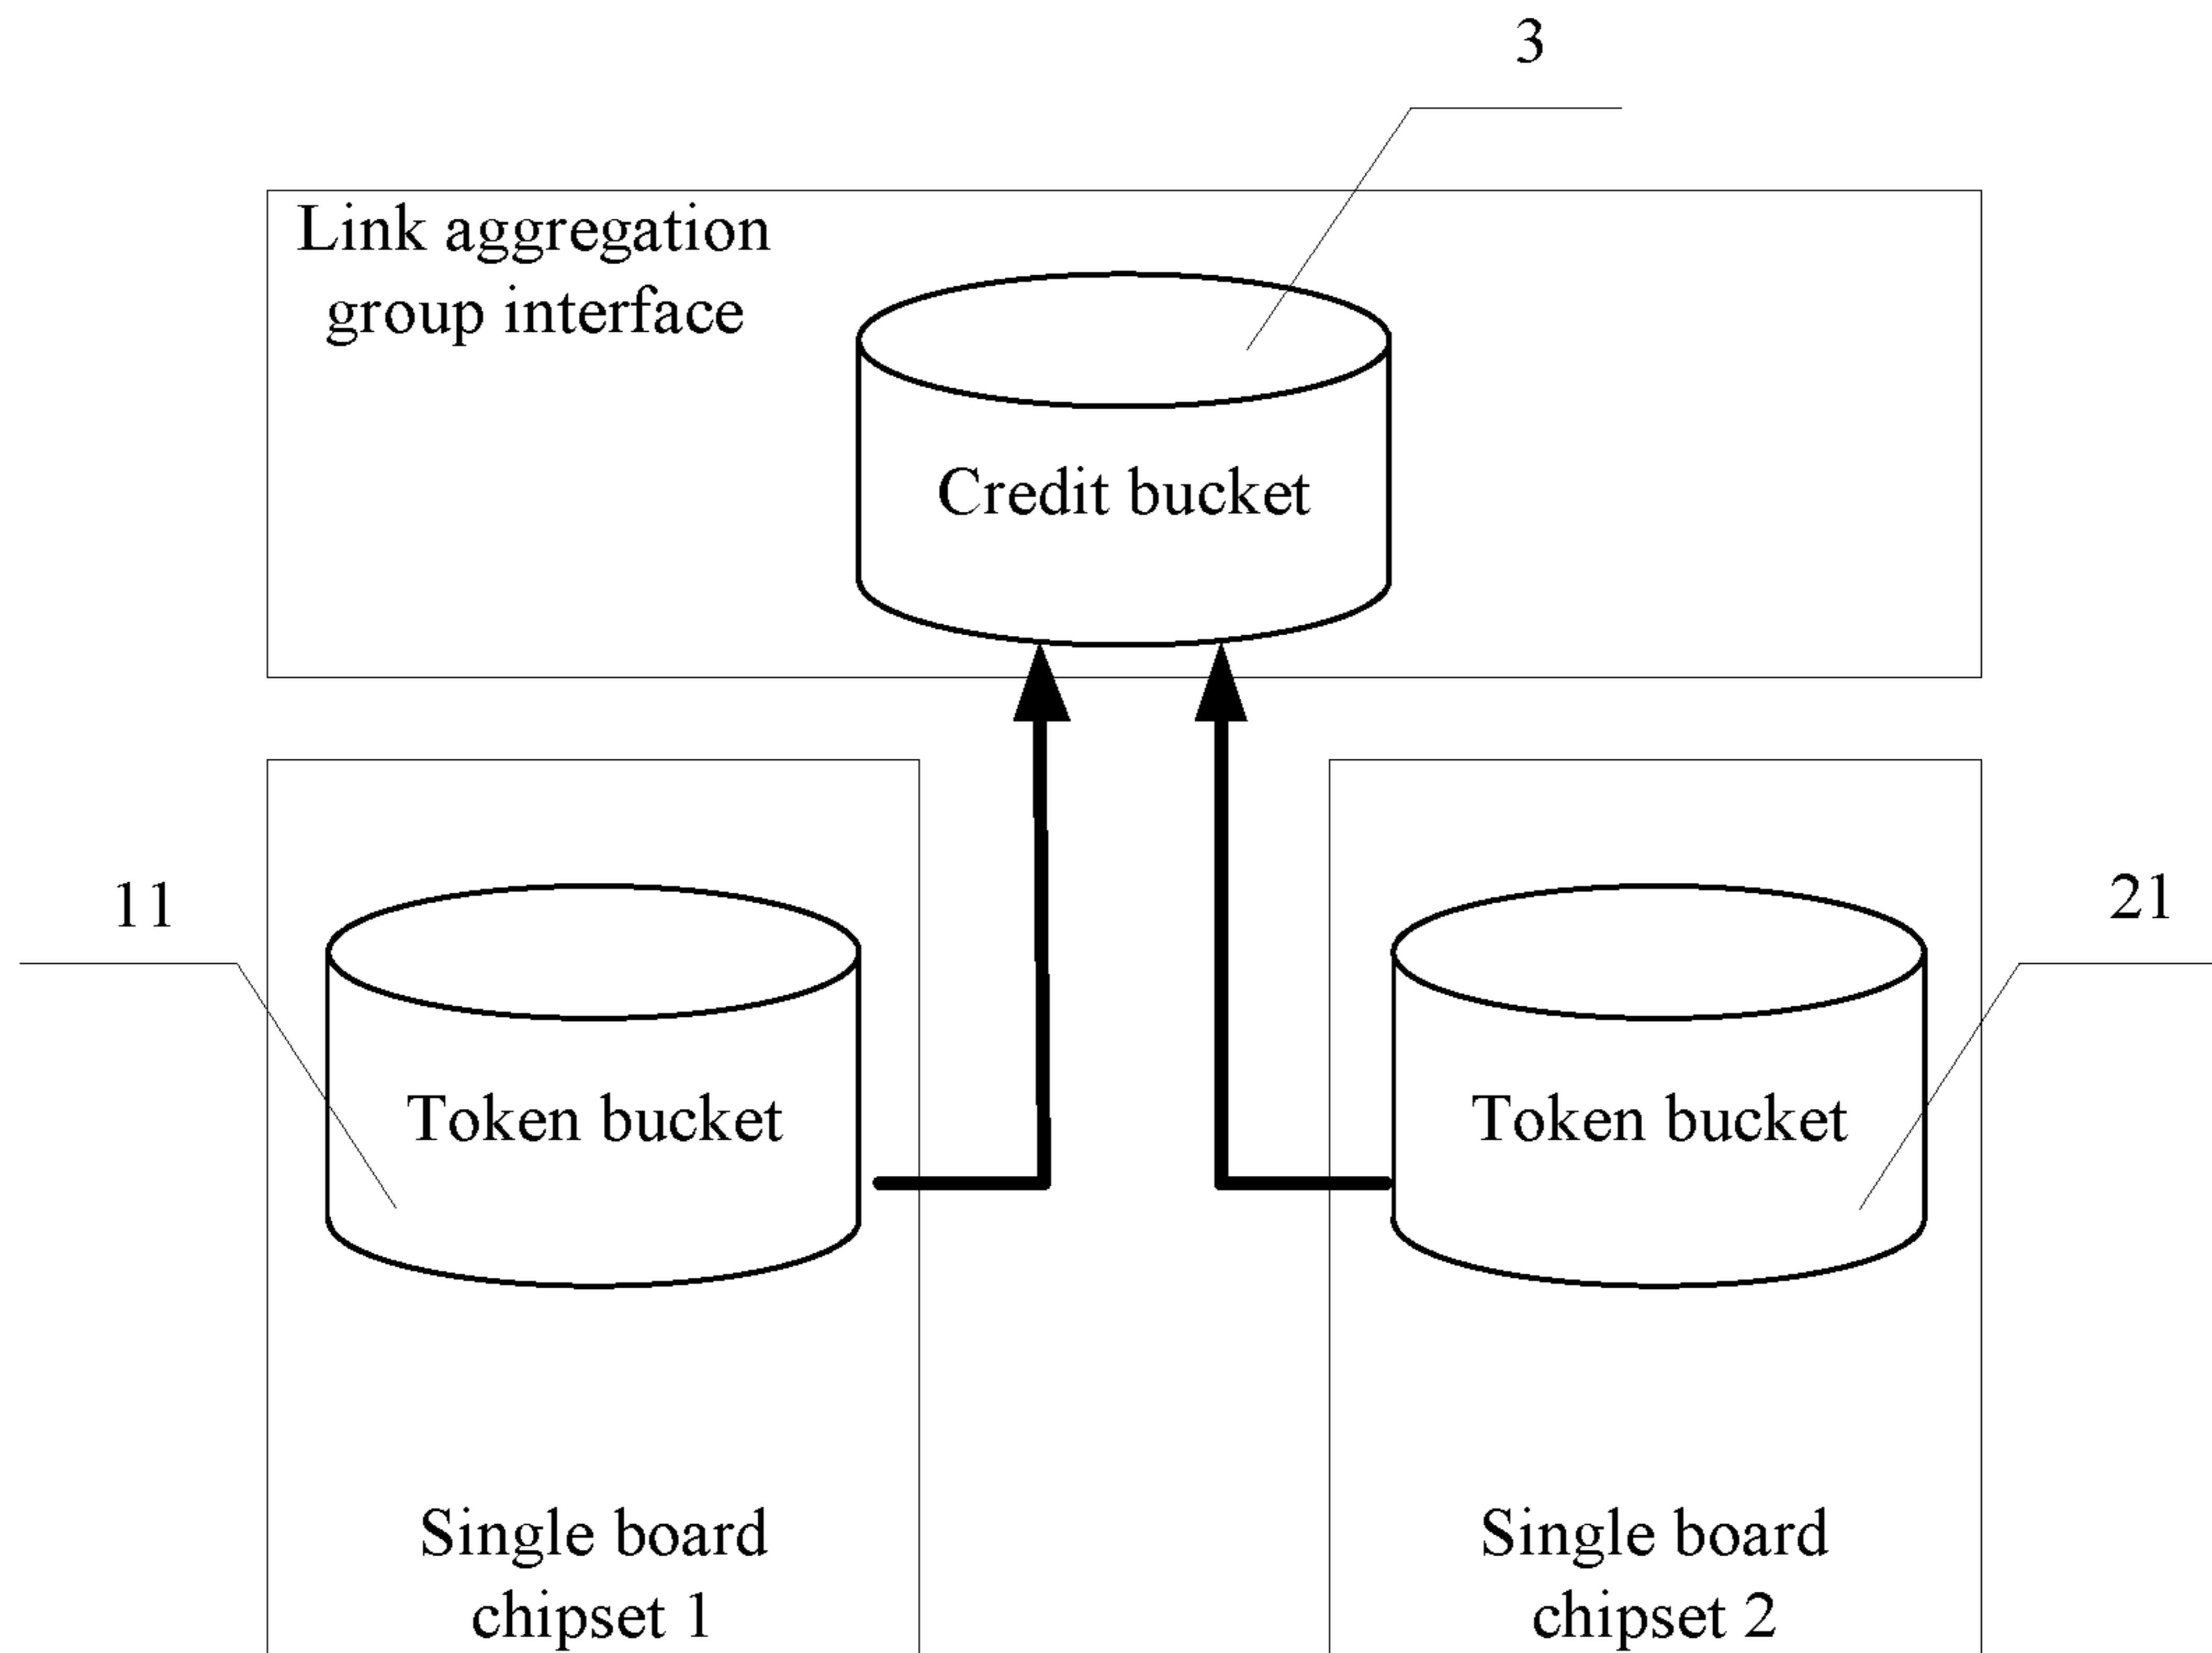 3
Link aggregation
group interface
Credit bucket
11
21
Token bucket
Token bucket
Single board
chipset 1
Single board
chipset 2